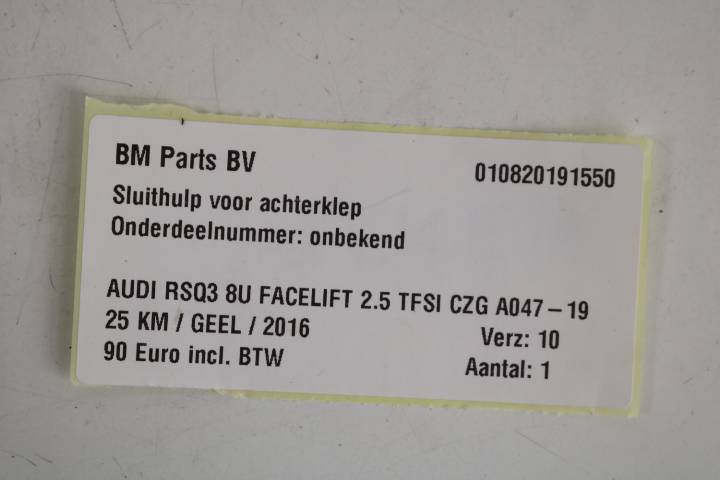 BM Parts BV 010820191550
Sluithulp voor achterklep
Onderdeelnummer: onbekend
AUDI RSQ3 8U FACELIFT 2.5 TFSI CZG A047-19
25 KM / GEEL / 2016 Verz: 10
90 Euro incl. BTW Aantal: 1